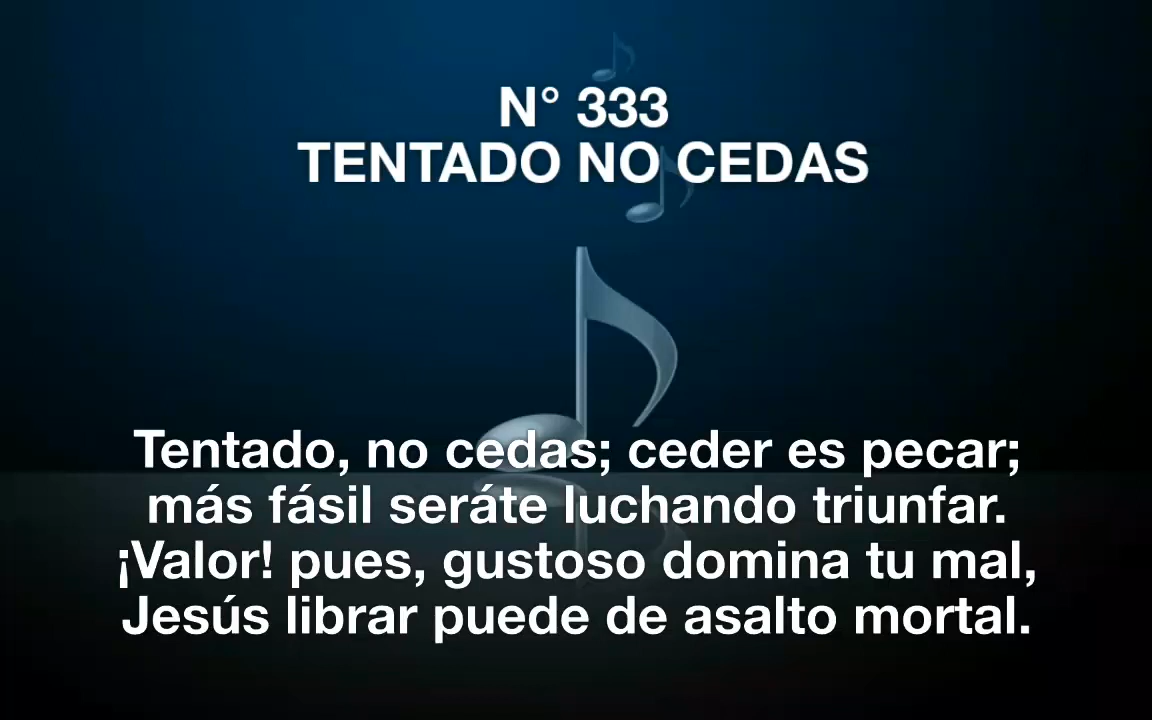 N° 333
TENTADO NO CEDAS
Tentado, no cedas; ceder es pecar;
más fásil seráte luchando triunfar.
¡Valor! pues, gustoso domina tu mal,
Jesús librar puede de asalto mortal.